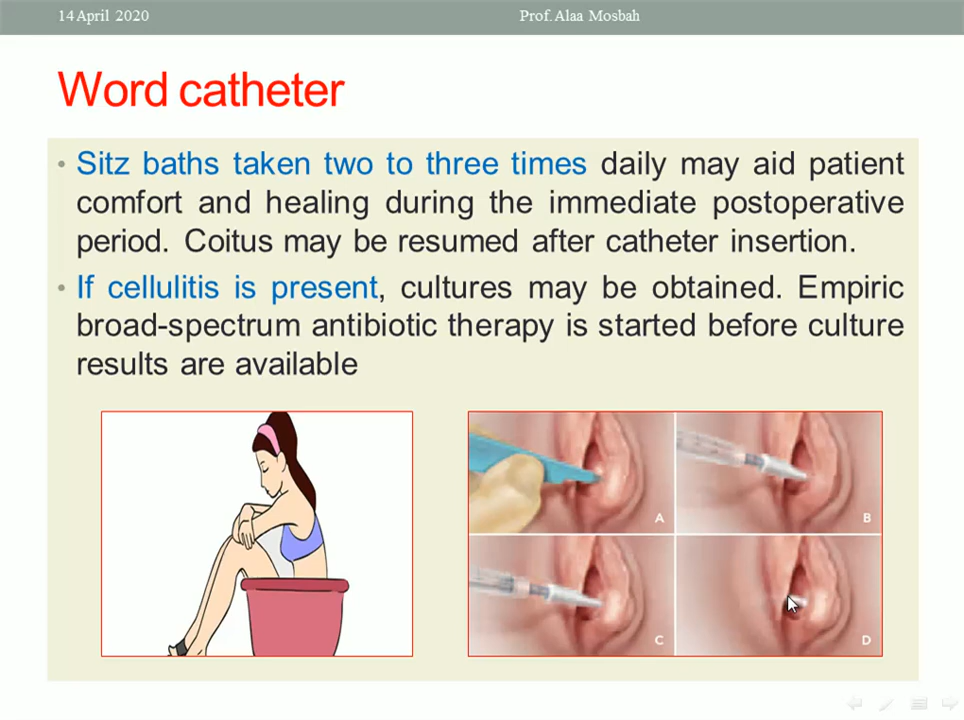 14 April 2020
Prof. Alaa Mosbah
Word catheter
• Sitz baths taken two to three times daily may aid patient
comfort and healing during the immediate postoperative
period. Coitus may be resumed after catheter insertion.
• If cellulitis is present, cultures may be obtained. Empiric
broad-spectrum antibiotic therapy is started before culture
results are available
A
B
C
D